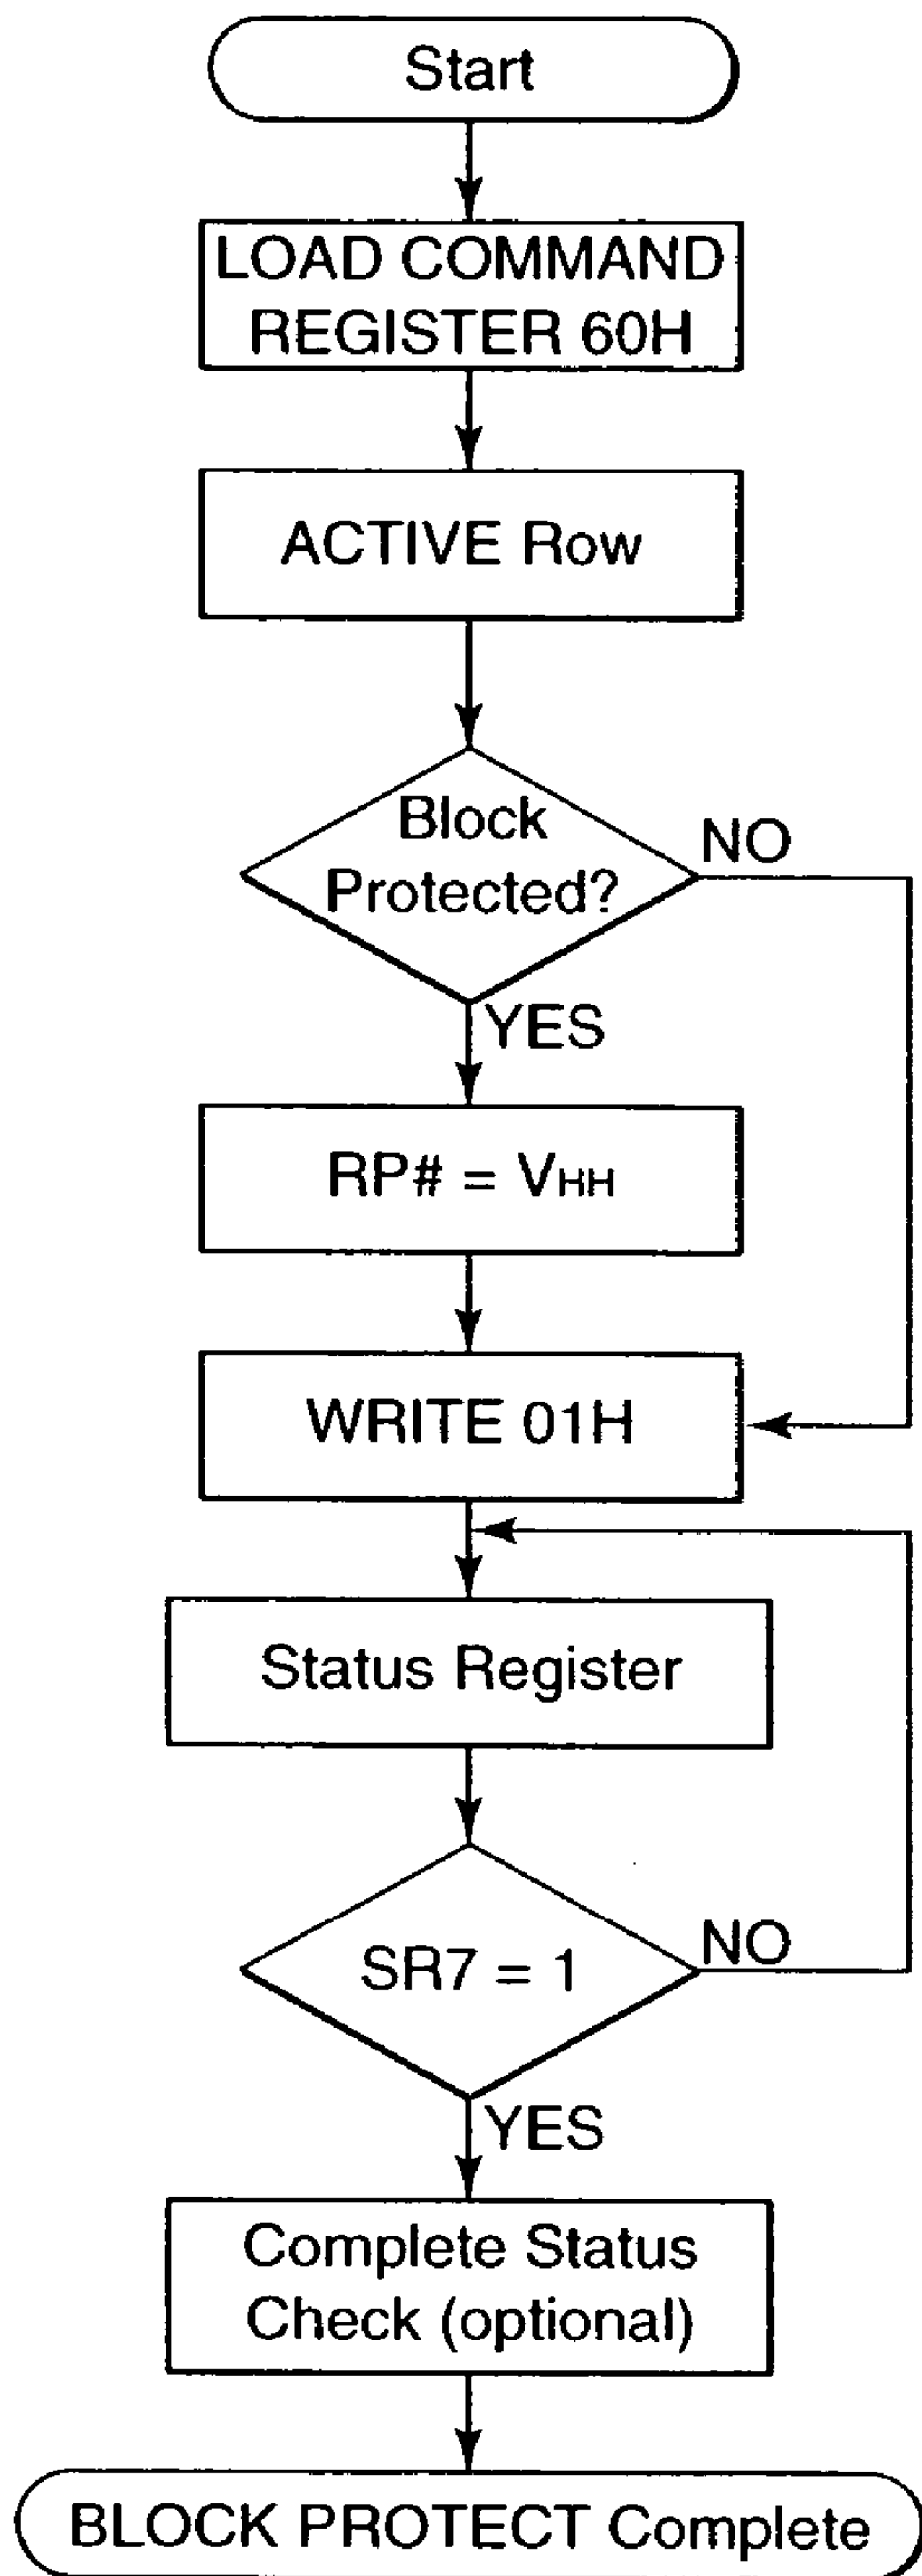 Start
LOAD COMMAND
REGISTER 60H
ACTIVE Row
Block
Protected?
NO
YES
RP# = VHH
WRITE 01H
Status Register
SR7 = 1
NO
YES
Complete Status
Check (optional)
BLOCK PROTECT Complete